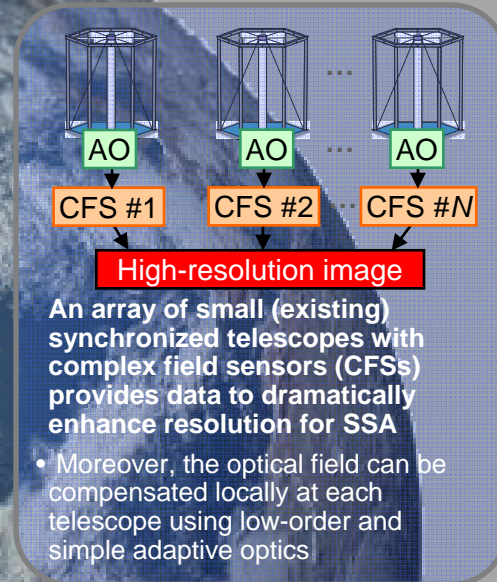 ... ...
AO AO ... AO
CFS #1 CFS #2 ... CFS #N
High-resolution image
An array of small (existing)
synchronized telescopes with
complex field sensors (CFSs)
provides data to dramatically
enhance resolution for SSA
• Moreover, the optical field can be
compensated locally at each
telescope using low-order and
simple adaptive optics